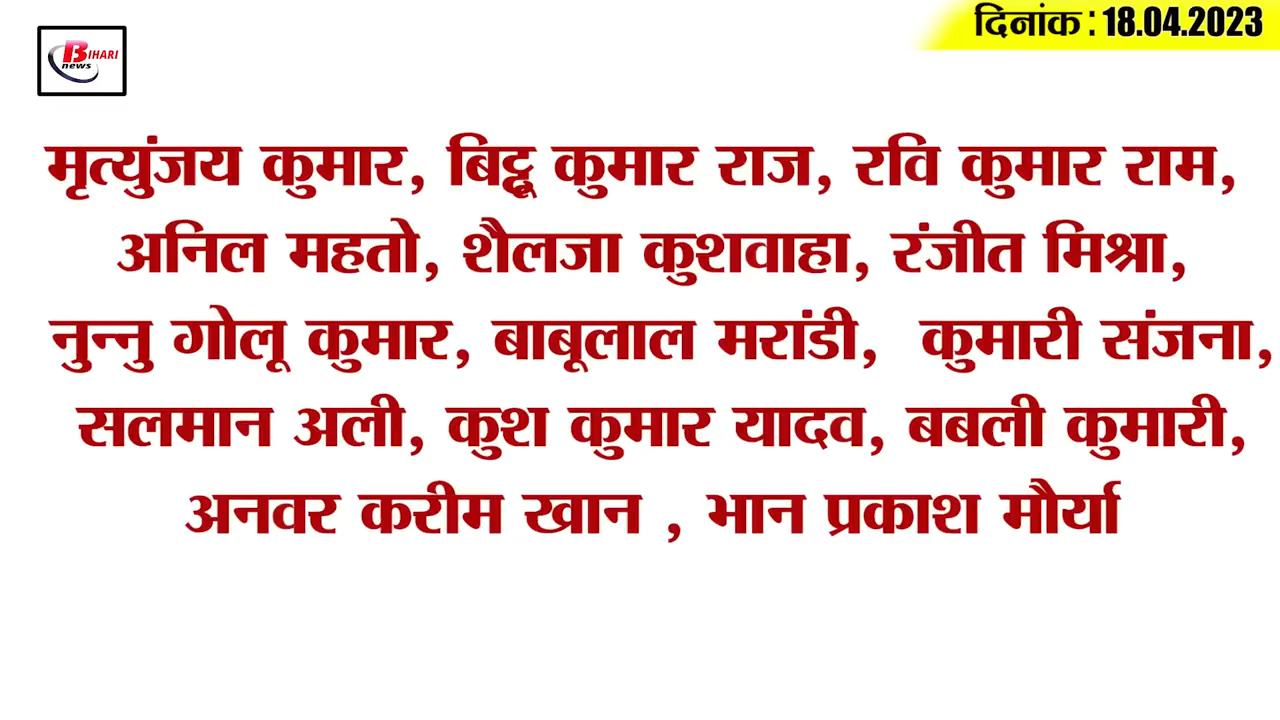 BIHARI
news
दिनांक : 18.04.2023
मृत्युंजय कुमार, बिट्टू कुमार राज, रवि कुमार राम,
अनिल महतो, शैलजा कुशवाहा, रंजीत मिश्रा,
नुन्नु गोलू कुमार, बाबूलाल मरांडी, कुमारी संजना,
सलमान अली, कुश कुमार यादव, बबली कुमारी,
अनवर करीम खान , भान प्रकाश मौर्या